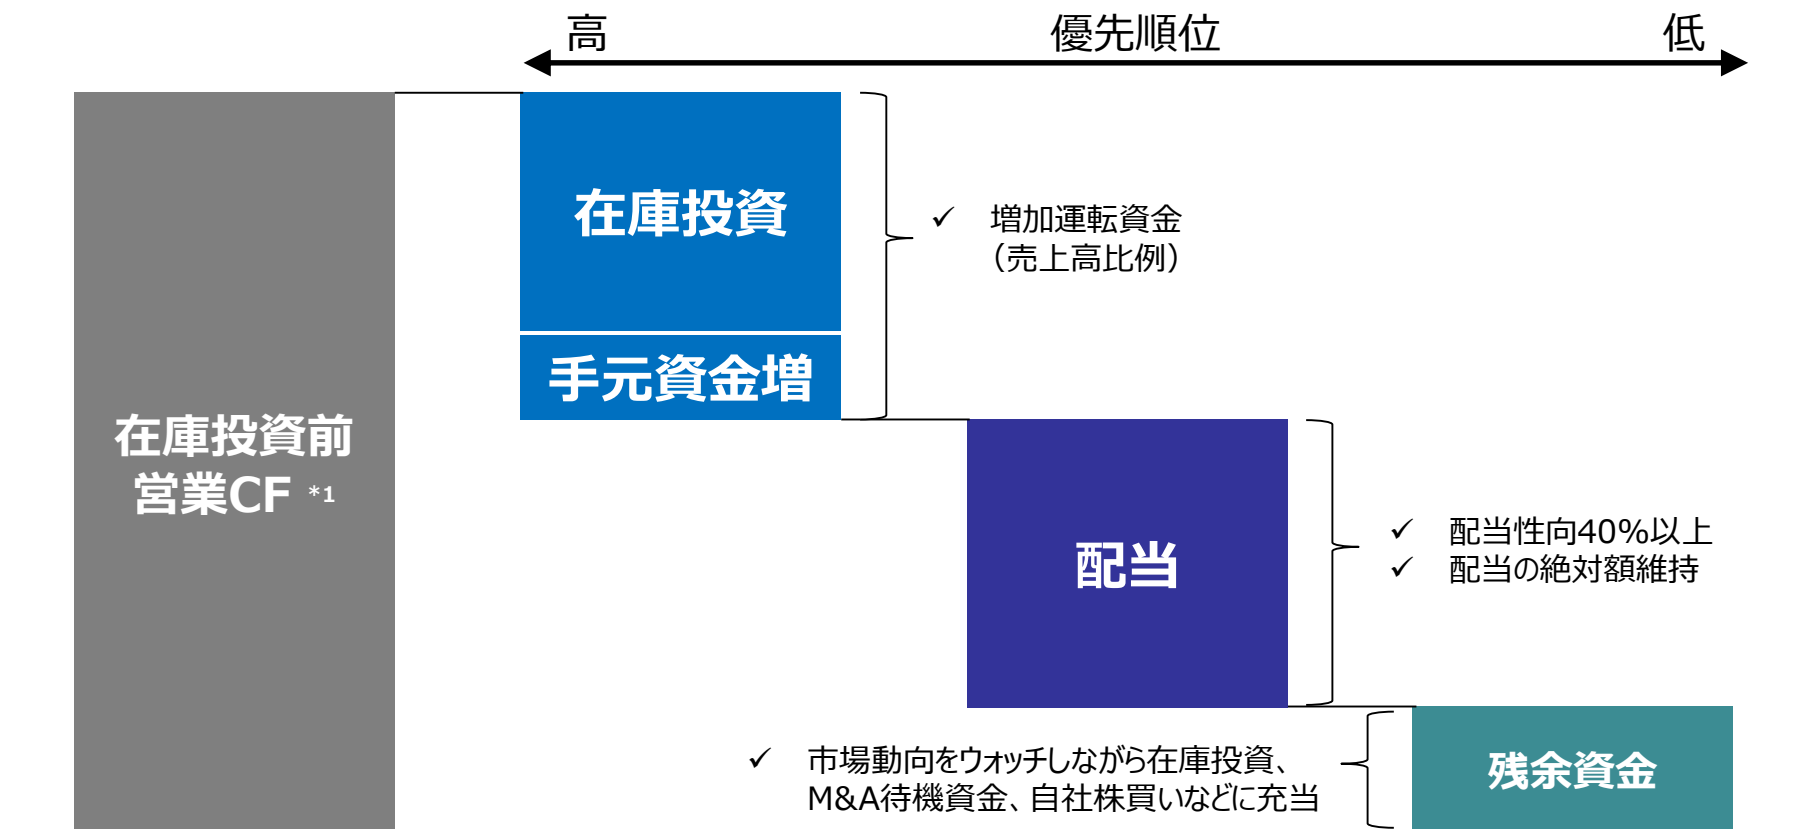 高 優先順位 低
在庫投資
✓ 増加運転資金
（売上高比例）
手元資金増
在庫投資前
営業CF *1
配当
✓ 配当性向40%以上
✓ 配当の絶対額維持
✓ 市場動向をウォッチしながら在庫投資、
M&A待機資金、自社株買いなどに充当
残余資金